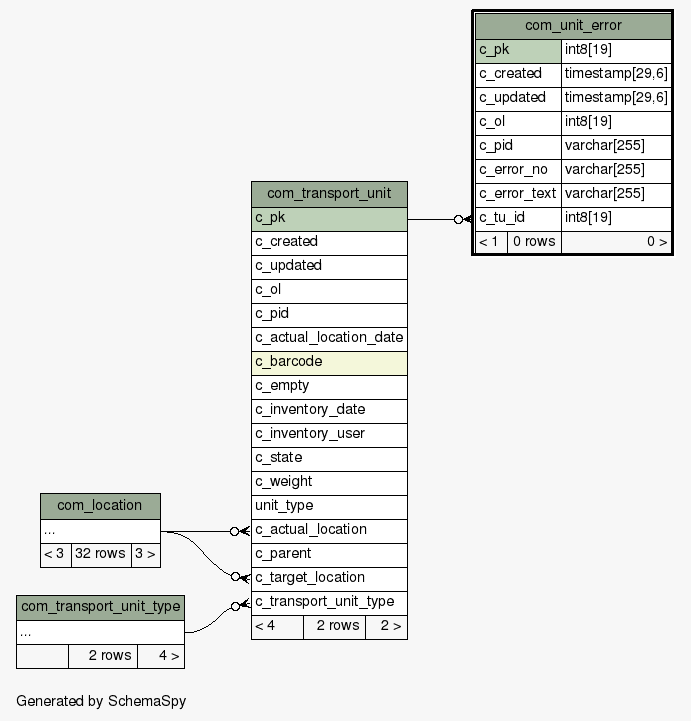 com_unit_error
c_pk int8[19]
c_created timestamp[29,6]
c_updated timestamp[29,6]
c_ol int8[19]
c_pid varchar[255]
c_error_no varchar[255]
c_error_text varchar[255]
c_tu_id int8[19]
< 1 0 rows 0 >
com_transport_unit
c_pk
c_created
c_updated
c_ol
c_pid
c_actual_location_date
c_barcode
c_empty
c_inventory_date
c_inventory_user
c_state
c_weight
unit_type
c_actual_location
c_parent
c_target_location
c_transport_unit_type
< 4 2 rows 2 >
com_location
...
< 3 32 rows 3 >
com_transport_unit_type
...
2 rows 4 >
Generated by SchemaSpy